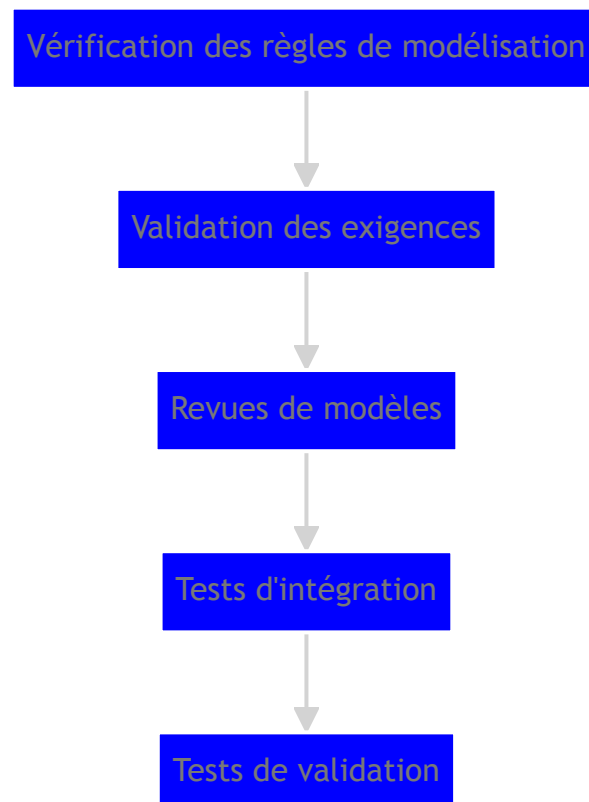 Vérification des règles de modélisation
Validation des exigences
Revues de modèles
Tests d'intégration
Tests de validation